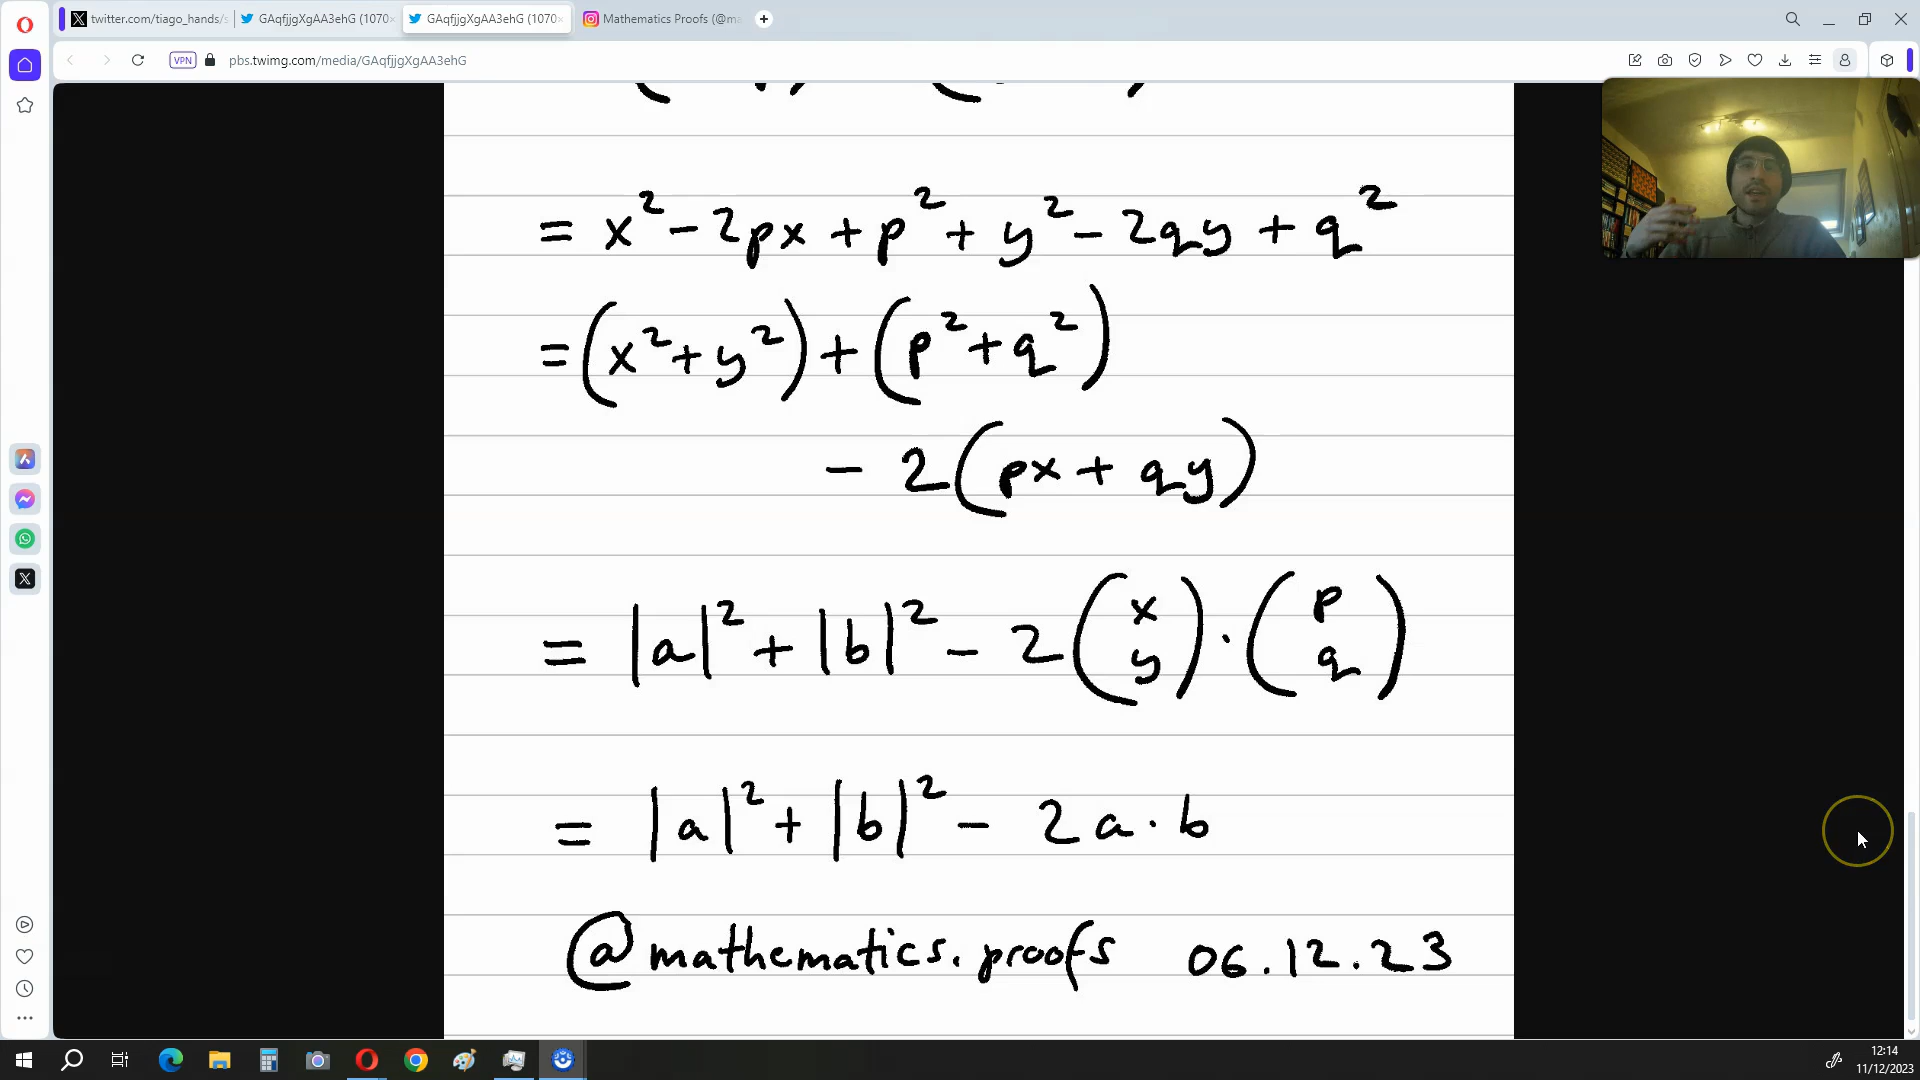 twitter.com/tiago_hands/s
GAqfjjgXgAA3ehG (1070×
GAqfjjgXgAA3ehG (1070×
Mathematics Proofs (@ma
VPN
pbs.twimg.com/media/GAqfjjgXgAA3ehG
= x² - 2px + p² + y² - 2qy + q²
= (x² + y²) + (p² + q²)
- 2(px + qy)
= |a|² + |b|² - 2 (x y) · (p q)
= |a|² + |b|² - 2a · b
@mathematics.proofs 06.12.23
12:14
11/12/2023